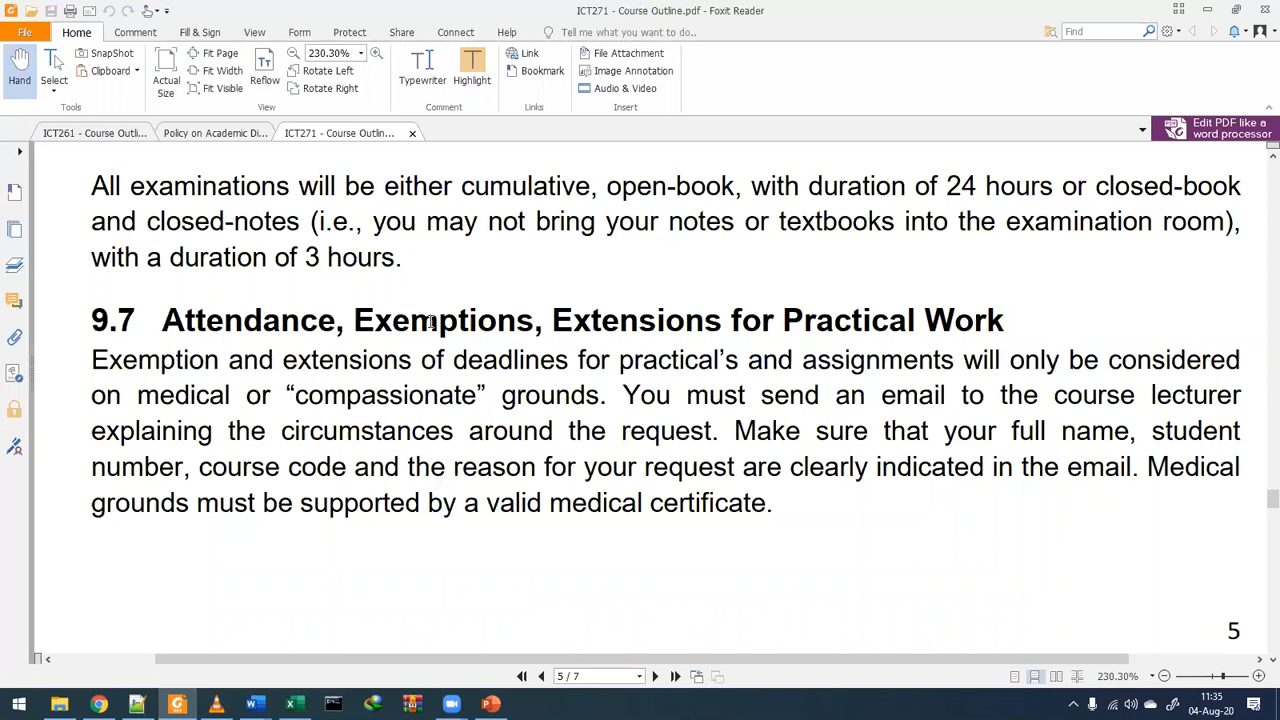 ICT271 - Course Outline.pdf - Foxit Reader
File Home Comment Fill & Sign View Form Protect Share Connect Help Tell me what you want to do.. Find
Hand
Select
SnapShot
Clipboard
Actual Size
Fit Page
Fit Width
Fit Visible
Reflow
230.30%
Rotate Left
Rotate Right
Typewriter
Highlight
Link
Bookmark
File Attachment
Image Annotation
Audio & Video
Tools View Comment Links Insert
ICT261 - Course Outli... Policy on Academic Di... ICT271 - Course Outlin...
Edit PDF like a
word processor
All examinations will be either cumulative, open-book, with duration of 24 hours or closed-book
and closed-notes (i.e., you may not bring your notes or textbooks into the examination room),
with a duration of 3 hours.
9.7 Attendance, Exemptions, Extensions for Practical Work
Exemption and extensions of deadlines for practical’s and assignments will only be considered
on medical or “compassionate” grounds. You must send an email to the course lecturer
explaining the circumstances around the request. Make sure that your full name, student
number, course code and the reason for your request are clearly indicated in the email. Medical
grounds must be supported by a valid medical certificate.
5
5 / 7
230.30%
11:35
04-Aug-20